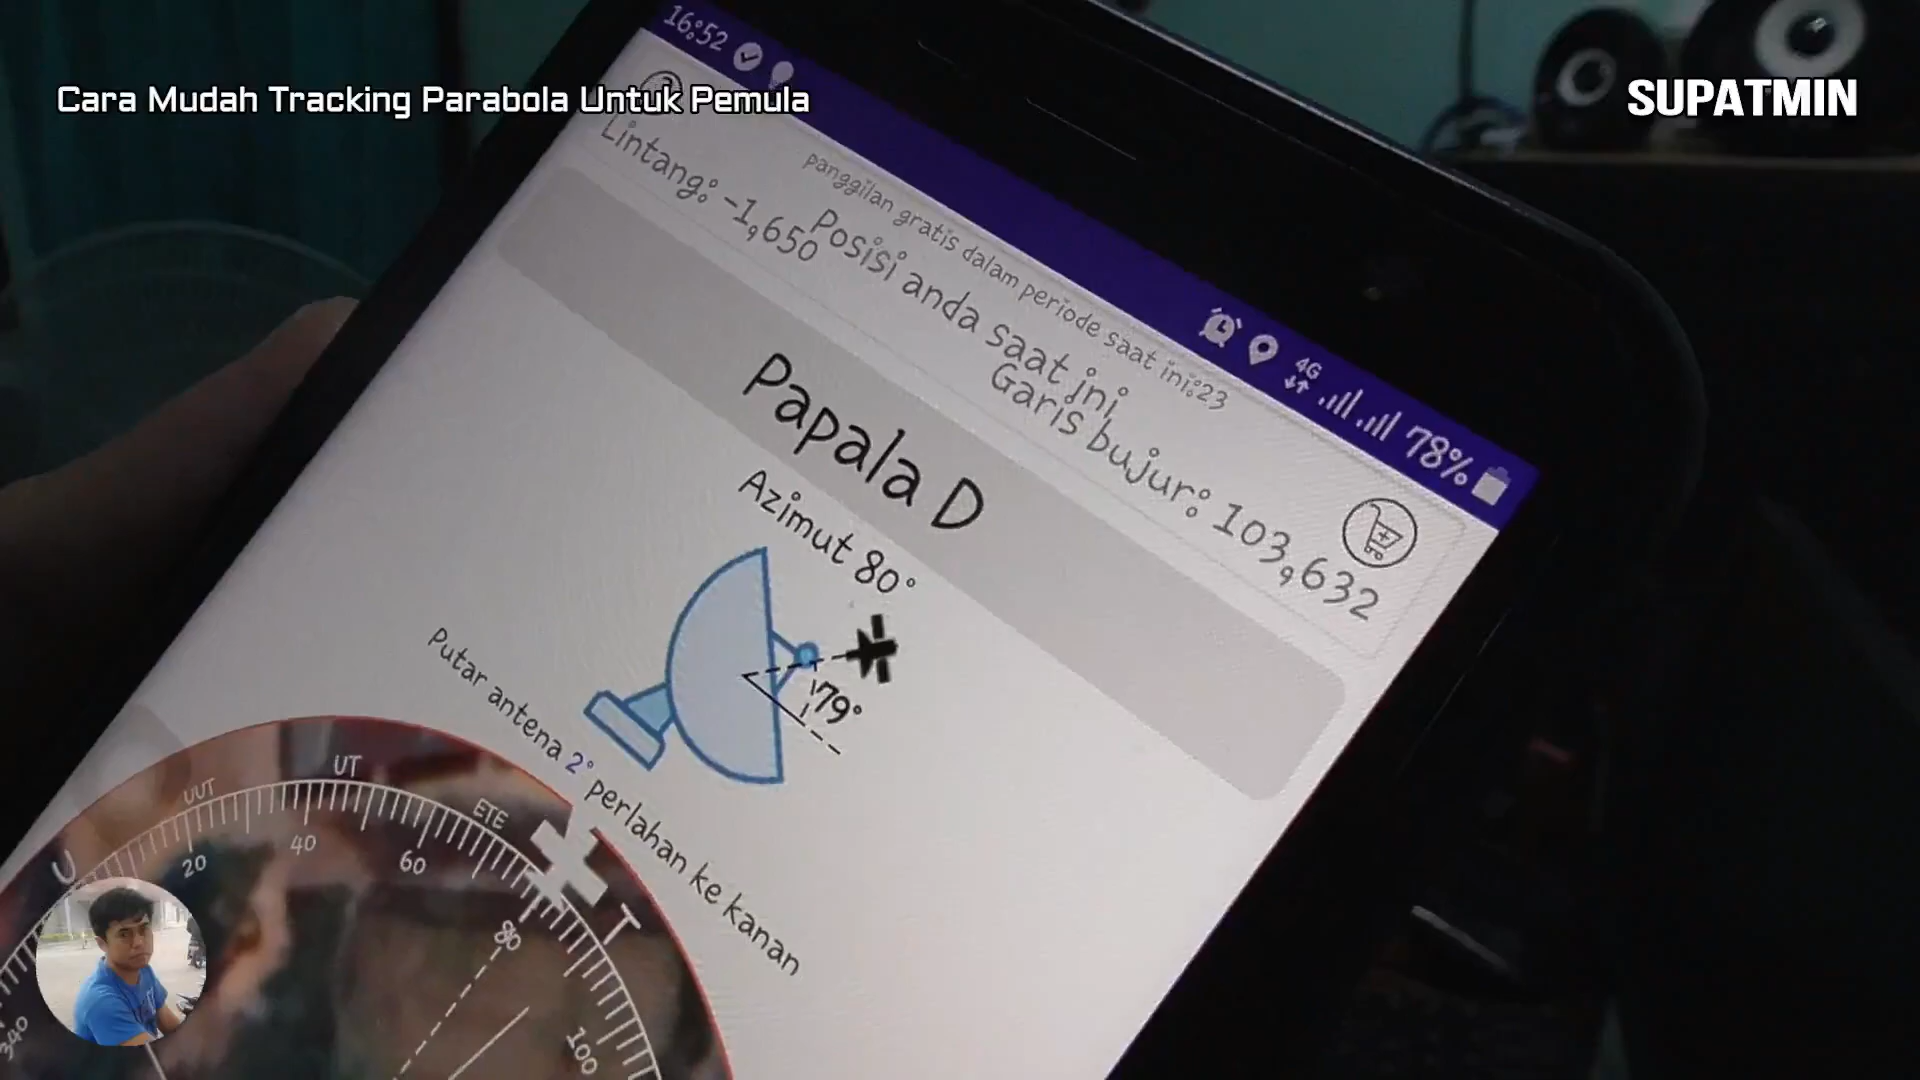 Cara Mudah Tracking Parabola Untuk Pemula
SUPATMIN
16:52
4G
78%
panggilan gratis dalam periode saat ini:23
Posisi anda saat ini
Lintang: -1,650
Garis bujur: 103,632
Papala D
Azimut 80°
79°
Putar antena 2° perlahan ke kanan
U
UUT
UT
ETE
T
340
20
40
60
80
100